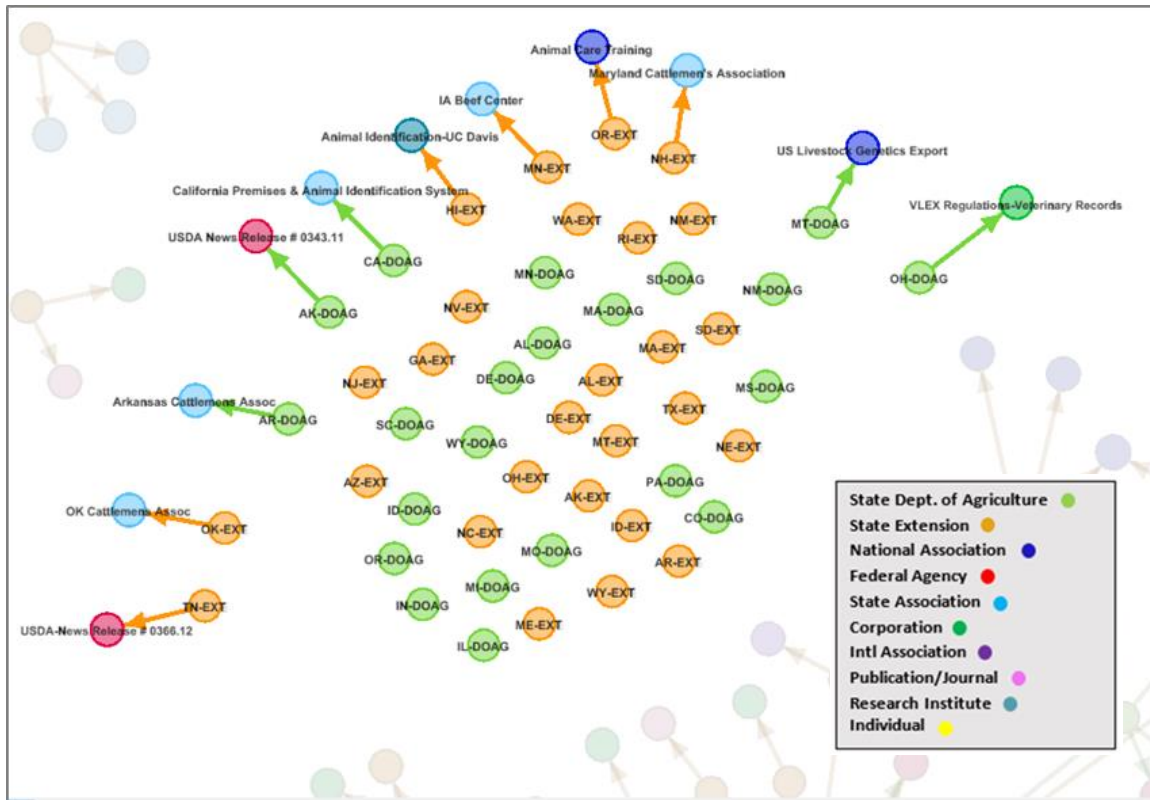 Animal Care Training
Maryland Cattlemen's Association
IA Beef Center
Animal Identification-UC Davis
OR-EXT
NH-EXT
US Livestock Genetics Export
MN-EXT
California Premises & Animal Identification System
VLEX Regulations-Veterinary Records
HI-EXT
WA-EXT
NM-EXT
MT-DOAG
USDA News Release # 0343.11
RI-EXT
CA-DOAG
MN-DOAG
SD-DOAG
OH-DOAG
NM-DOAG
NV-EXT
AK-DOAG
MA-DOAG
SD-EXT
AL-DOAG
MA-EXT
GA-EXT
NJ-EXT
DE-DOAG
AL-EXT
MS-DOAG
Arkansas Cattlemens Assoc
AR-DOAG
SC-DOAG
DE-EXT
TX-EXT
WY-DOAG
MT-EXT
NE-EXT
AZ-EXT
OH-EXT
PA-DOAG
AK-EXT
OK Cattlemens Assoc
ID-DOAG
CO-DOAG
OK-EXT
NC-EXT
ID-EXT
OR-DOAG
MO-DOAG
AR-EXT
MI-DOAG
WY-EXT
TN-EXT
IN-DOAG
USDA-News Release # 0366.12
ME-EXT
IL-DOAG
State Dept. of Agriculture
State Extension
National Association
Federal Agency
State Association
Corporation
Intl Association
Publication/Journal
Research Institute
Individual